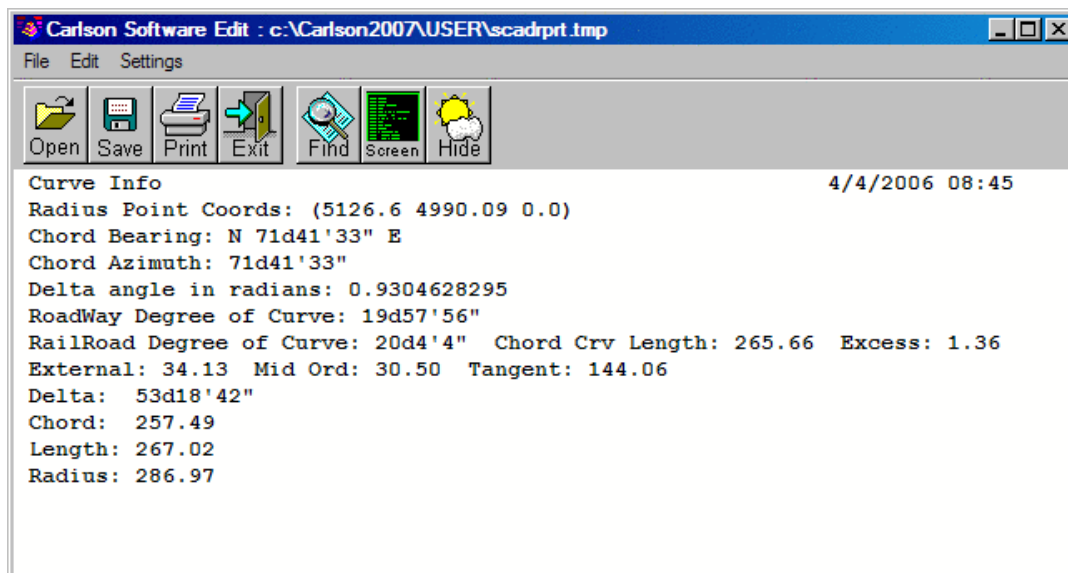 Carlson Software Edit : c:\Carlson2007\USER\scadrprt.tmp
File Edit Settings
Open Save Print Exit Find Screen Hide
Curve Info 4/4/2006 08:45
Radius Point Coords: (5126.6 4990.09 0.0)
Chord Bearing: N 71d41'33" E
Chord Azimuth: 71d41'33"
Delta angle in radians: 0.9304628295
RoadWay Degree of Curve: 19d57'56"
RailRoad Degree of Curve: 20d4'4" Chord Crv Length: 265.66 Excess: 1.36
External: 34.13 Mid Ord: 30.50 Tangent: 144.06
Delta: 53d18'42"
Chord: 257.49
Length: 267.02
Radius: 286.97